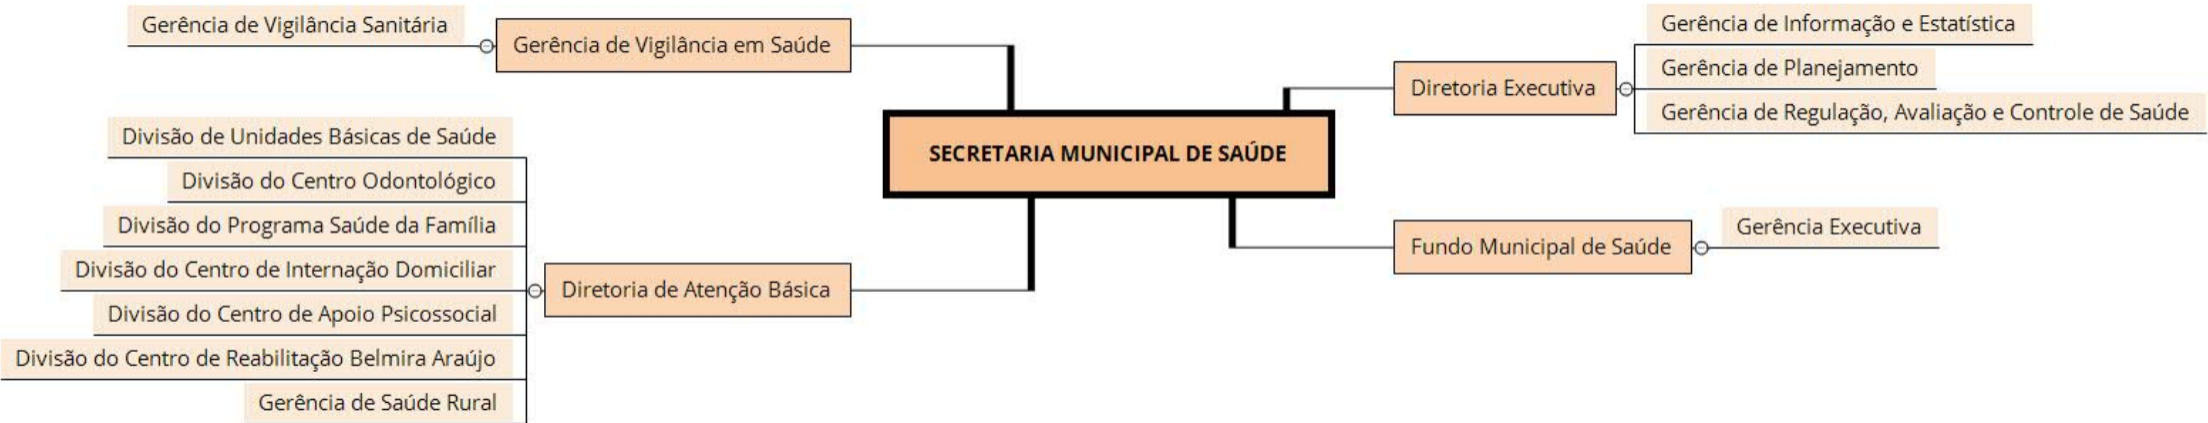 Gerência de Vigilância Sanitária
Gerência de Vigilância em Saúde
Divisão de Unidades Básicas de Saúde
Divisão do Centro Odontológico
Divisão do Programa Saúde da Família
Divisão do Centro de Internação Domiciliar
Divisão do Centro de Apoio Psicossocial
Divisão do Centro de Reabilitação Belmira Araújo
Gerência de Saúde Rural
Diretoria de Atenção Básica
SECRETARIA MUNICIPAL DE SAÚDE
Diretoria Executiva
Gerência de Informação e Estatística
Gerência de Planejamento
Gerência de Regulação, Avaliação e Controle de Saúde
Fundo Municipal de Saúde
Gerência Executiva